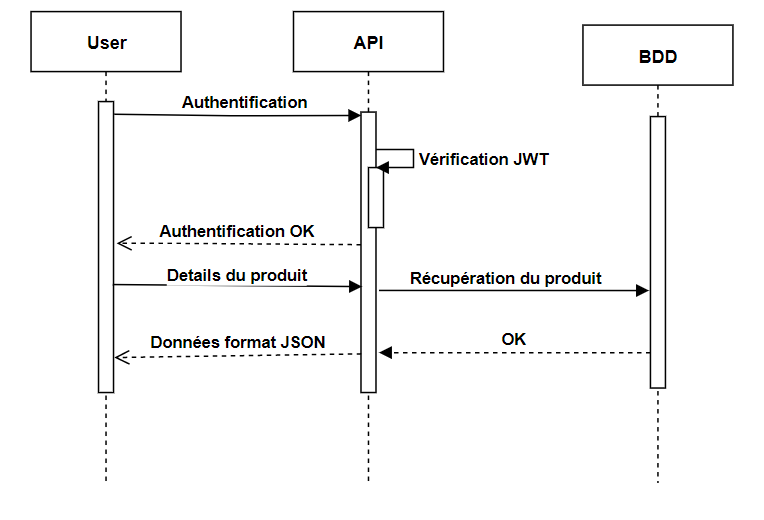 User
API
BDD
Authentification
Vérification JWT
Authentification OK
Details du produit
Récupération du produit
OK
Données format JSON